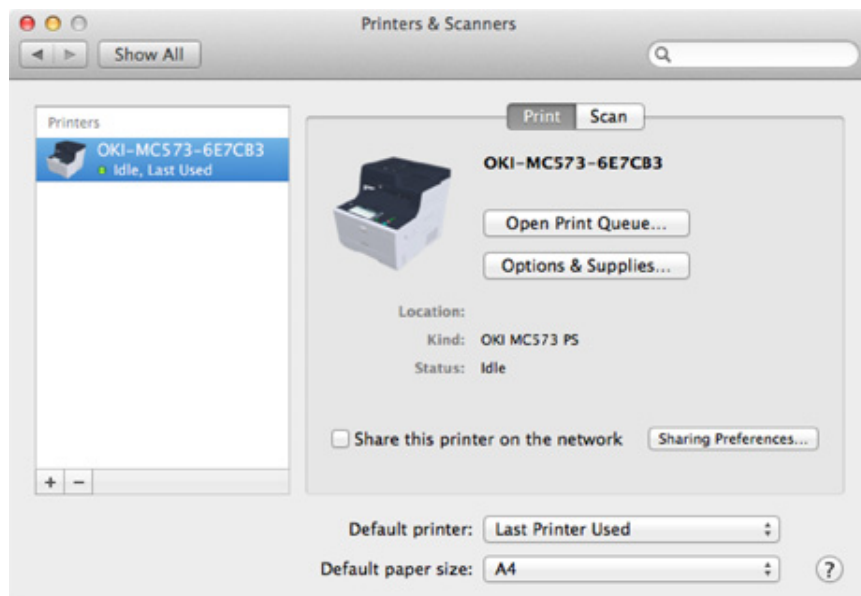 Printers & Scanners
Show All
Printers
OKI-MC573-6E7CB3
Idle, Last Used
Print Scan
OKI-MC573-6E7CB3
Open Print Queue...
Options & Supplies...
Location:
Kind: OKI MC573 PS
Status: Idle
Share this printer on the network Sharing Preferences...
+ −
Default printer: Last Printer Used
Default paper size: A4 ?